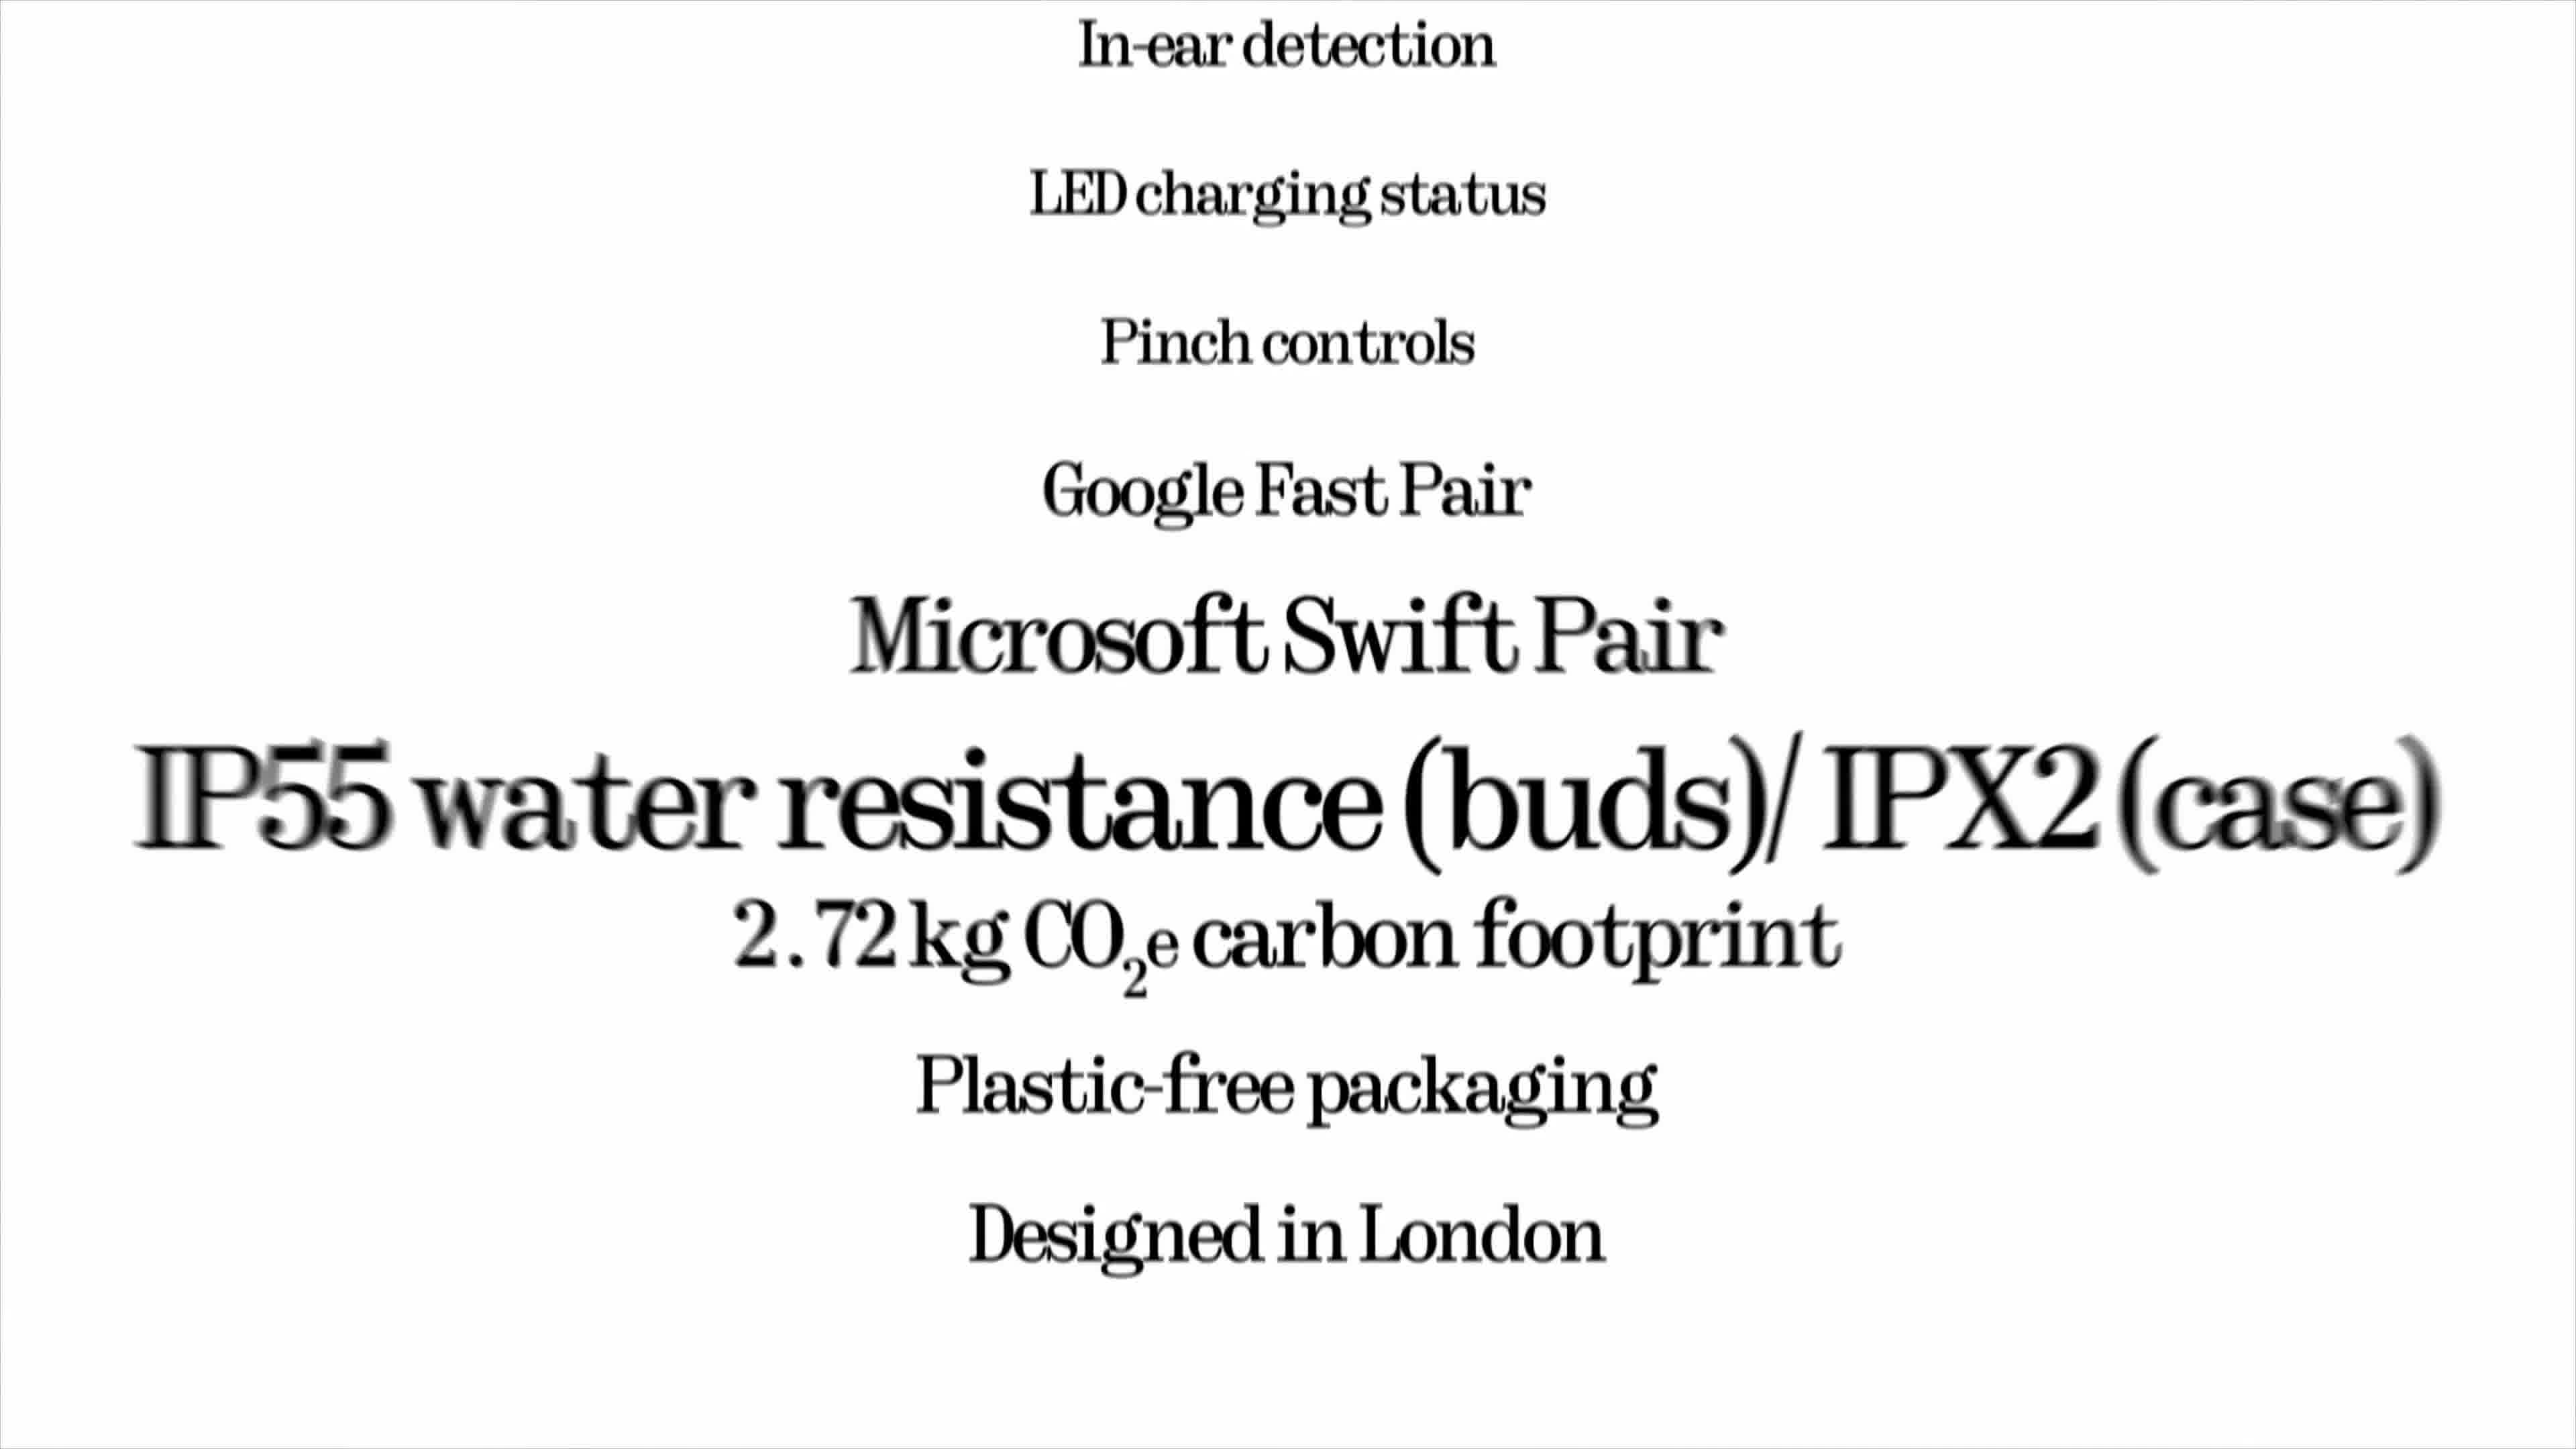 In-ear detection
LED charging status
Pinch controls
Google Fast Pair
Microsoft Swift Pair
IP55 water resistance (buds)/ IPX2 (case)
2.72 kg CO₂e carbon footprint
Plastic-free packaging
Designed in London